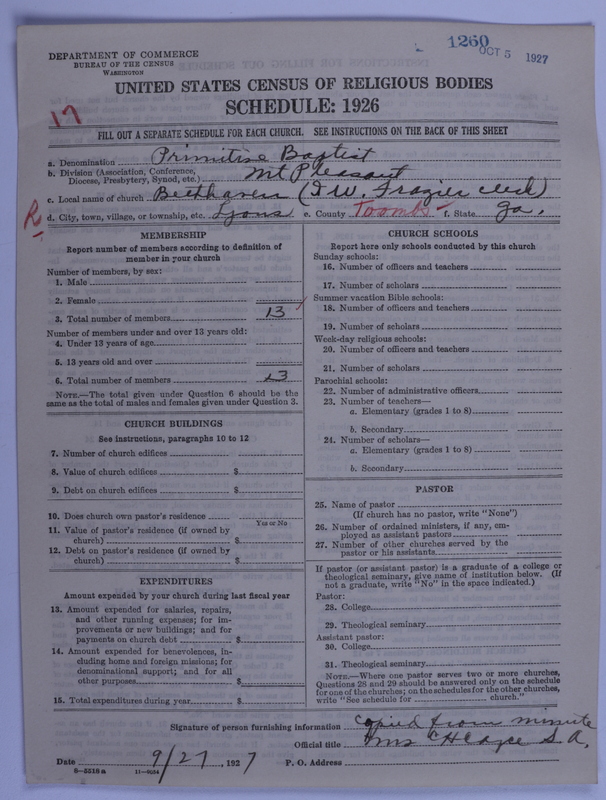 1260
OCT 5 1927
DEPARTMENT OF COMMERCE
BUREAU OF THE CENSUS
WASHINGTON
UNITED STATES CENSUS OF RELIGIOUS BODIES
SCHEDULE: 1926
17
FILL OUT A SEPARATE SCHEDULE FOR EACH CHURCH. SEE INSTRUCTIONS ON THE BACK OF THIS SHEET
a. Denomination Primitive Baptist
b. Division (Association, Conference, Diocese, Presbytery, Synod, etc.) Mt Pleasant
c. Local name of church Bethhaven (J W. Frazier clerk)
R
d. City, town, village, or township, etc. Lyons e. County Toombs f. State Ga.
MEMBERSHIP
Report number of members according to definition of
member in your church
Number of members, by sex:
1. Male
2. Female
3. Total number of members 13
Number of members under and over 13 years old:
4. Under 13 years of age
5. 13 years old and over
6. Total number of members 13
NOTE.—The total given under Question 6 should be the
same as the total of males and females given under Question 3.
CHURCH BUILDINGS
See instructions, paragraphs 10 to 12
7. Number of church edifices
8. Value of church edifices $
9. Debt on church edifices $
10. Does church own pastor's residence
Yes or No
11. Value of pastor's residence (if owned by
church) $
12. Debt on pastor's residence (if owned by
church) $
EXPENDITURES
Amount expended by your church during last fiscal year
13. Amount expended for salaries, repairs,
and other running expenses; for im-
provements or new buildings; and for
payments on church debt $
14. Amount expended for benevolences, in-
cluding home and foreign missions; for
denominational support; and for all
other purposes $
15. Total expenditures during year $
CHURCH SCHOOLS
Report here only schools conducted by this church
Sunday schools:
16. Number of officers and teachers
17. Number of scholars
Summer vacation Bible schools:
18. Number of officers and teachers
19. Number of scholars
Week-day religious schools:
20. Number of officers and teachers
21. Number of scholars
Parochial schools:
22. Number of administrative officers
23. Number of teachers—
a. Elementary (grades 1 to 8)
b. Secondary
24. Number of scholars—
a. Elementary (grades 1 to 8)
b. Secondary
PASTOR
25. Name of pastor
(If church has no pastor, write "None")
26. Number of ordained ministers, if any, em-
ployed as assistant pastors
27. Number of other churches served by the
pastor or his assistants
If pastor (or assistant pastor) is a graduate of a college or
theological seminary, give name of institution below. (If
not a graduate, write "No" in the space indicated.)
Pastor:
28. College
29. Theological seminary
Assistant pastor:
30. College
31. Theological seminary
NOTE.—Where one pastor serves two or more churches,
Questions 28 and 29 should be answered only on the schedule
for one of the churches; on the schedules for the other churches,
write "See schedule for church."
Signature of person furnishing information copied from minute
Official title Mrs C H S. A.
Date 9/27, 1927 P. O. Address
8—5518a 11—9034